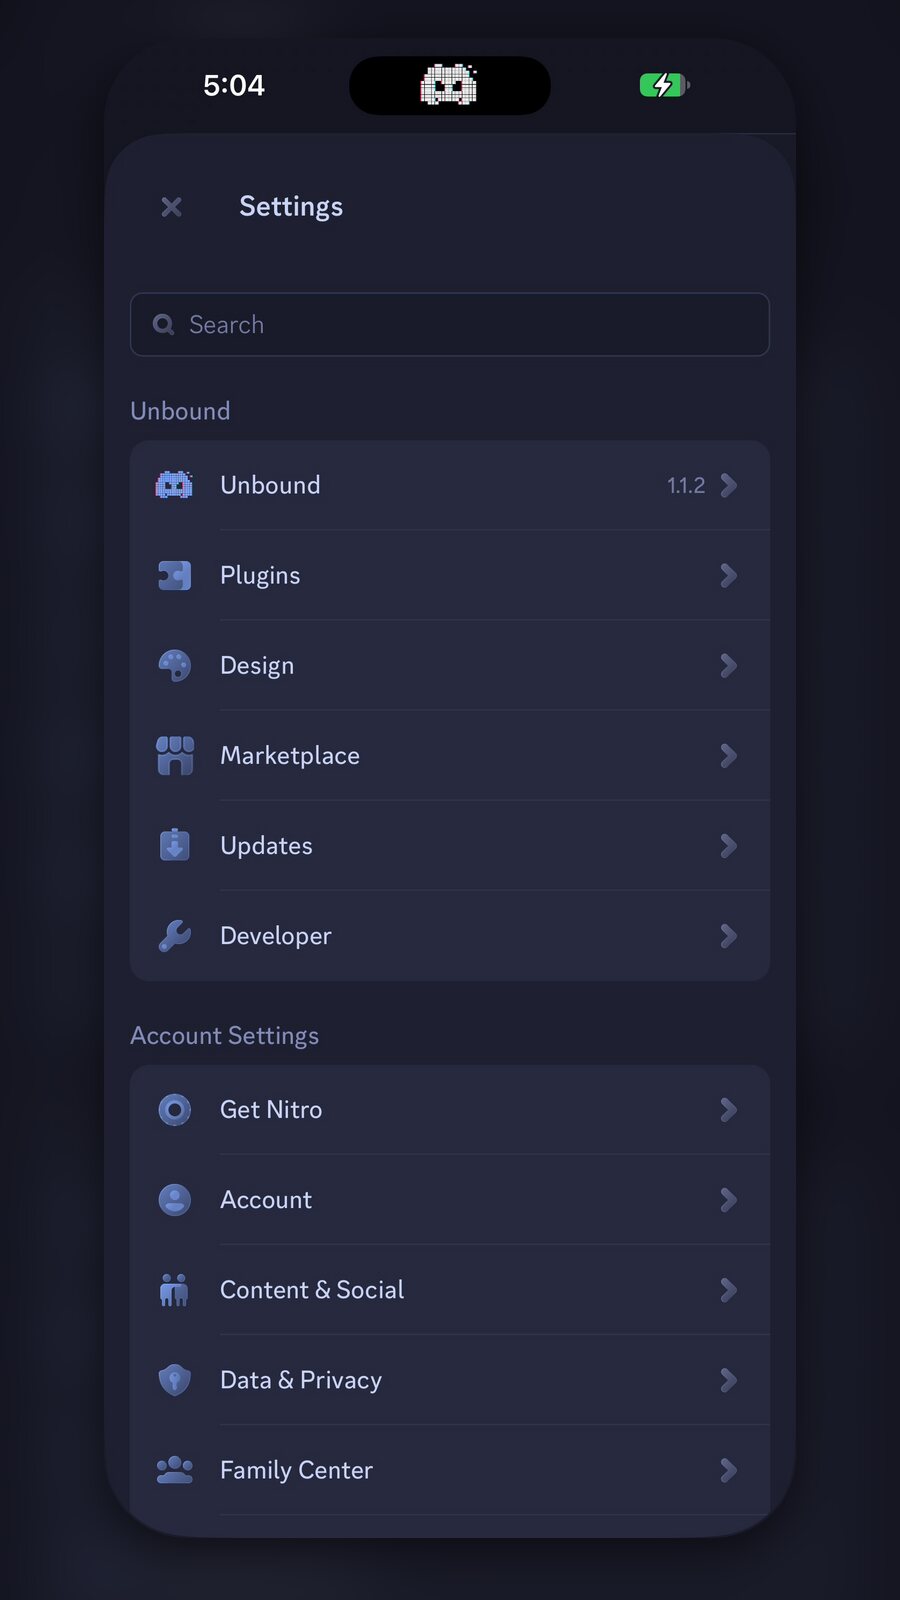 5:04
Settings
Search
Unbound
Unbound 1.1.2
Plugins
Design
Marketplace
Updates
Developer
Account Settings
Get Nitro
Account
Content & Social
Data & Privacy
Family Center